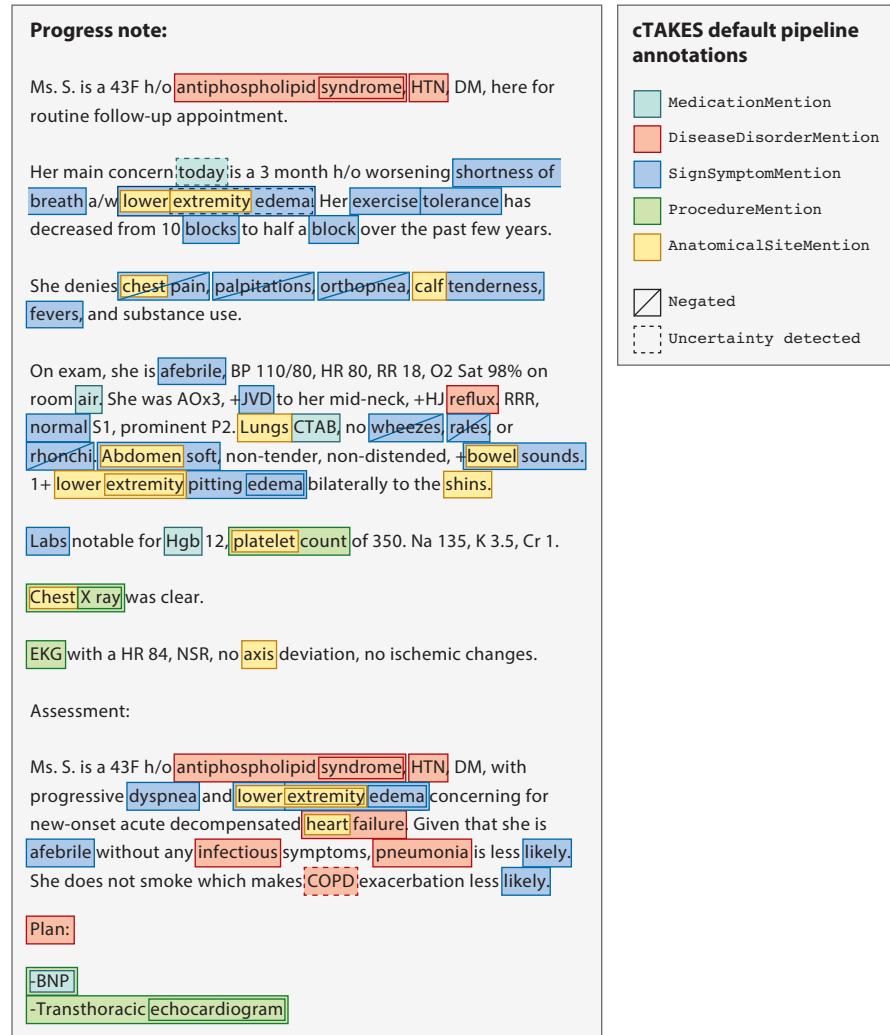 Progress note:
Ms. S. is a 43F h/o antiphospholipid syndrome, HTN, DM, here for
routine follow-up appointment.
Her main concern today is a 3 month h/o worsening shortness of
breath a/w lower extremity edema. Her exercise tolerance has
decreased from 10 blocks to half a block over the past few years.
She denies chest pain, palpitations, orthopnea, calf tenderness,
fevers, and substance use.
On exam, she is afebrile, BP 110/80, HR 80, RR 18, O2 Sat 98% on
room air. She was AOx3, +JVD to her mid-neck, +HJ reflux. RRR,
normal S1, prominent P2. Lungs CTAB, no wheezes, rales, or
rhonchi. Abdomen soft, non-tender, non-distended, +bowel sounds.
1+ lower extremity pitting edema bilaterally to the shins.
Labs notable for Hgb 12, platelet count of 350. Na 135, K 3.5, Cr 1.
Chest X ray was clear.
EKG with a HR 84, NSR, no axis deviation, no ischemic changes.
Assessment:
Ms. S. is a 43F h/o antiphospholipid syndrome, HTN, DM, with
progressive dyspnea and lower extremity edema concerning for
new-onset acute decompensated heart failure. Given that she is
afebrile without any infectious symptoms, pneumonia is less likely.
She does not smoke which makes COPD exacerbation less likely.
Plan:
-BNP
-Transthoracic echocardiogram
cTAKES default pipeline
annotations
MedicationMention
DiseaseDisorderMention
SignSymptomMention
ProcedureMention
AnatomicalSiteMention
Negated
Uncertainty detected